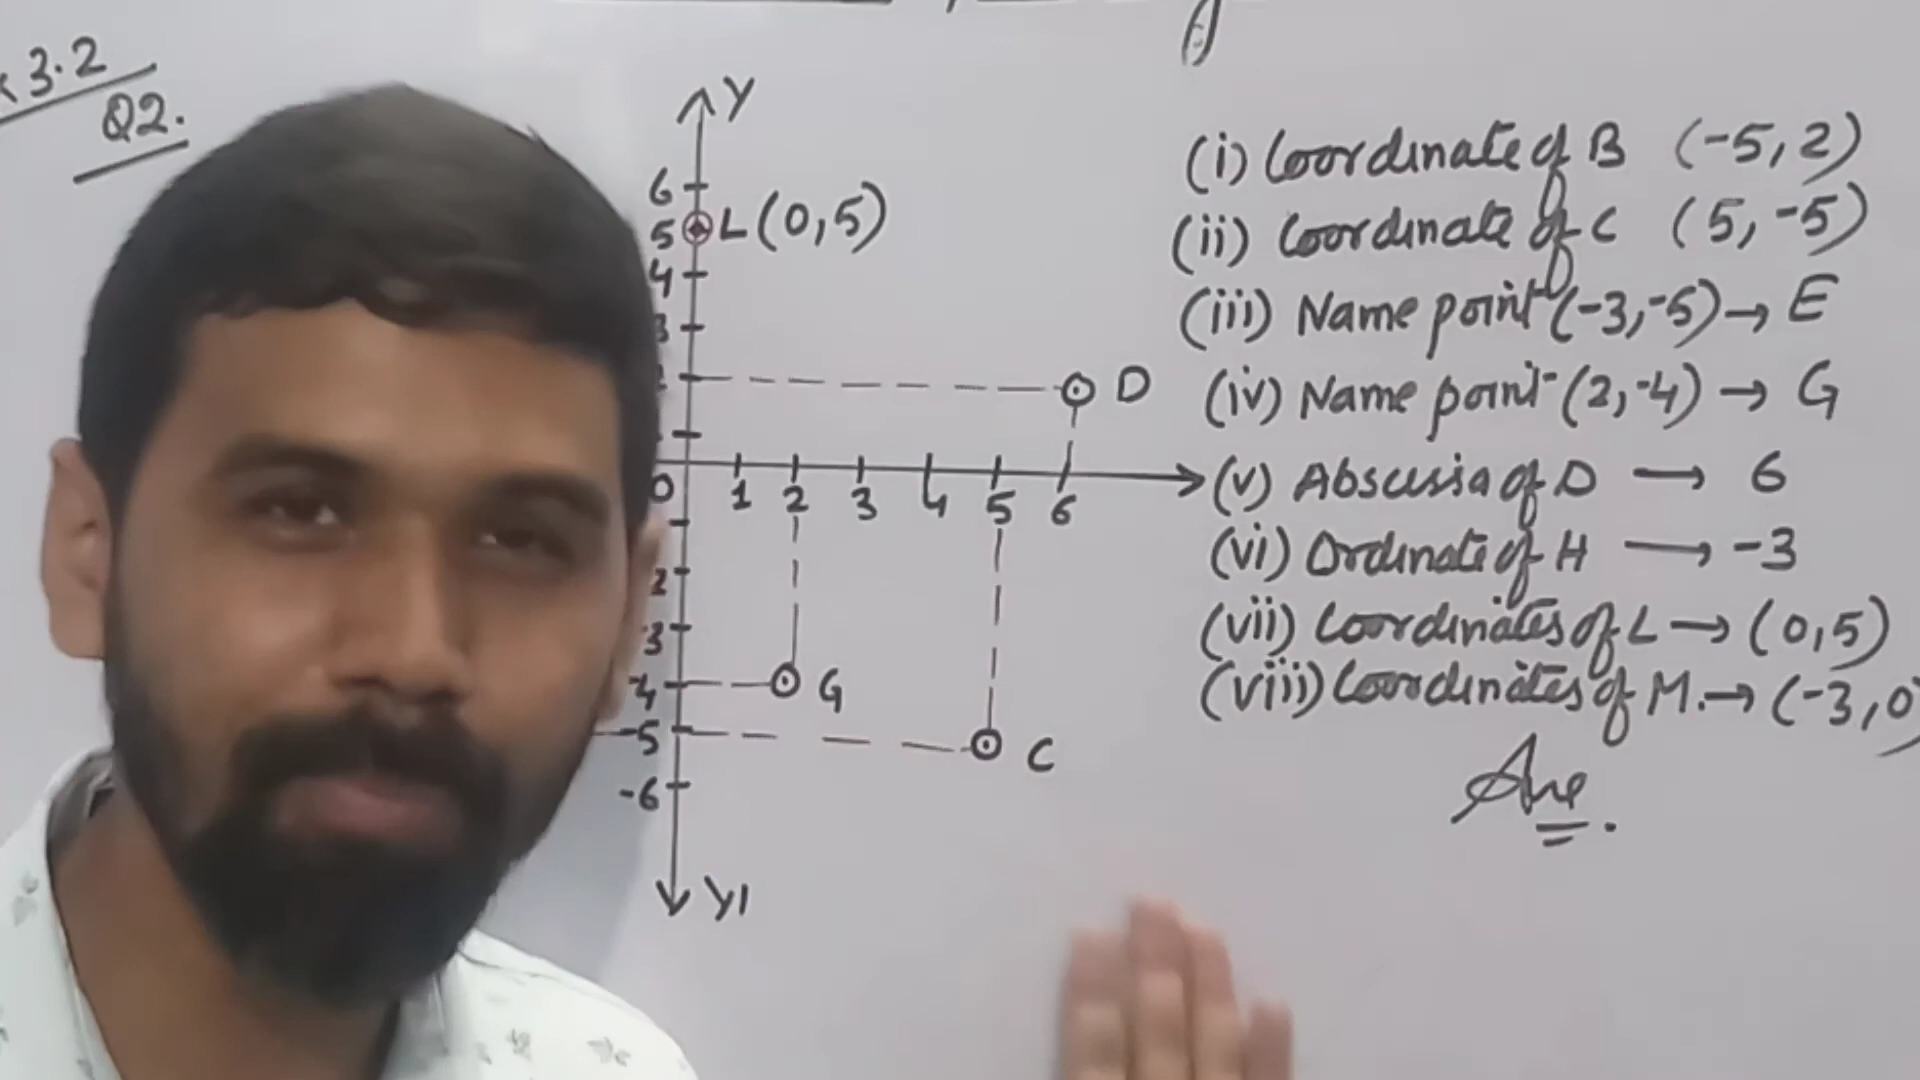 3.2
Q2.
Y
6
5 L(0,5)
4
3
D
0 1 2 3 4 5 6
2
3
-4 G
-5 C
-6
Y1
(i) Coordinate of B (-5,2)
(ii) Coordinate of C (5,-5)
(iii) Name point (-3,-5) → E
(iv) Name point (2,-4) → G
(v) Abscissa of D → 6
(vi) Ordinate of H → -3
(vii) Coordinates of L → (0,5)
(viii) Coordinates of M. → (-3,0)
Ans.